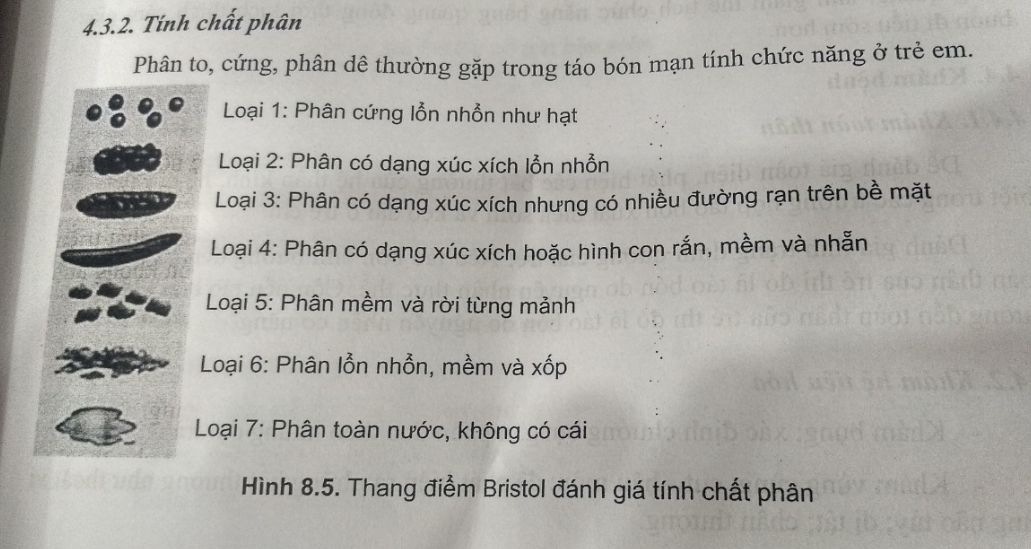 4.3.2. Tính chất phân
Phân to, cứng, phân dê thường gặp trong táo bón mạn tính chức năng ở trẻ em.
Loại 1: Phân cứng lổn nhổn như hạt
Loại 2: Phân có dạng xúc xích lổn nhổn
Loại 3: Phân có dạng xúc xích nhưng có nhiều đường rạn trên bề mặt
Loại 4: Phân có dạng xúc xích hoặc hình con rắn, mềm và nhẵn
Loại 5: Phân mềm và rời từng mảnh
Loại 6: Phân lổn nhổn, mềm và xốp
Loại 7: Phân toàn nước, không có cái
Hình 8.5. Thang điểm Bristol đánh giá tính chất phân